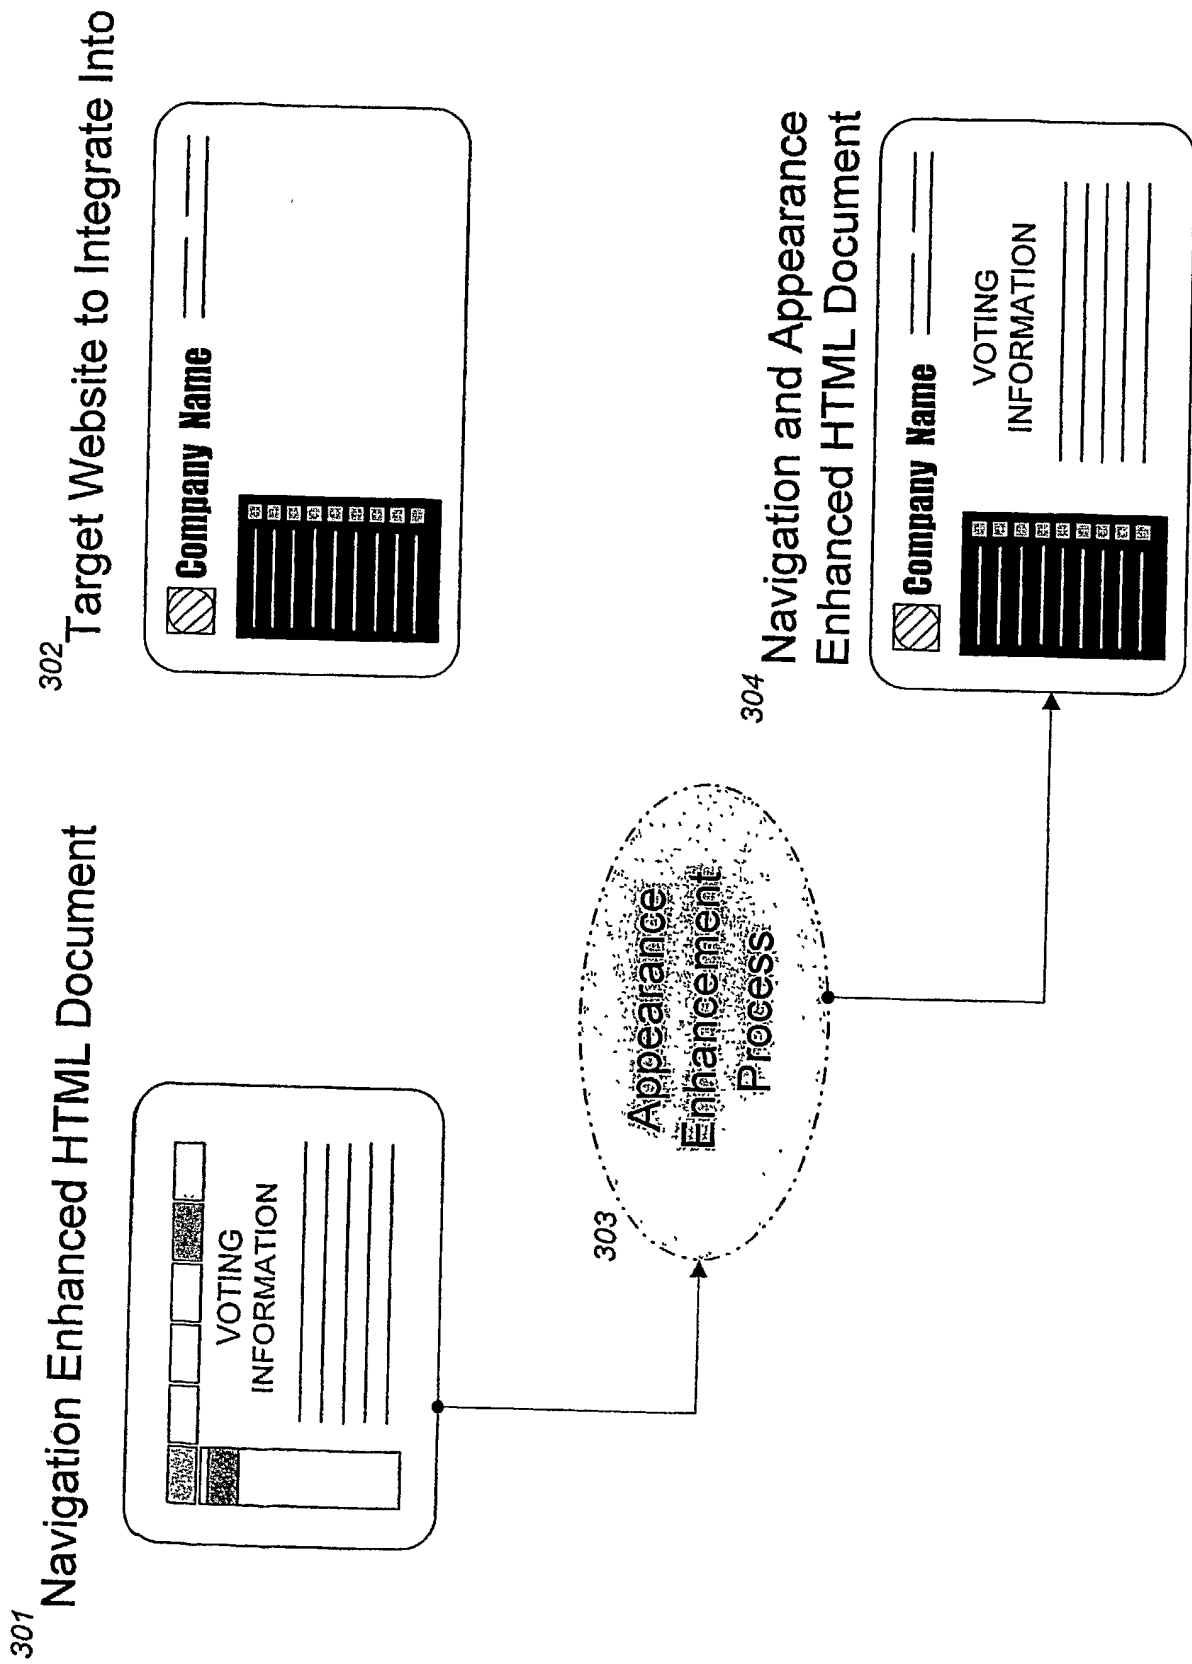 301
Navigation Enhanced HTML Document
VOTING
INFORMATION
302
Target Website to Integrate Into
Company Name
303
Appearance
Enhancement
Process
304
Navigation and Appearance
Enhanced HTML Document
Company Name
VOTING
INFORMATION